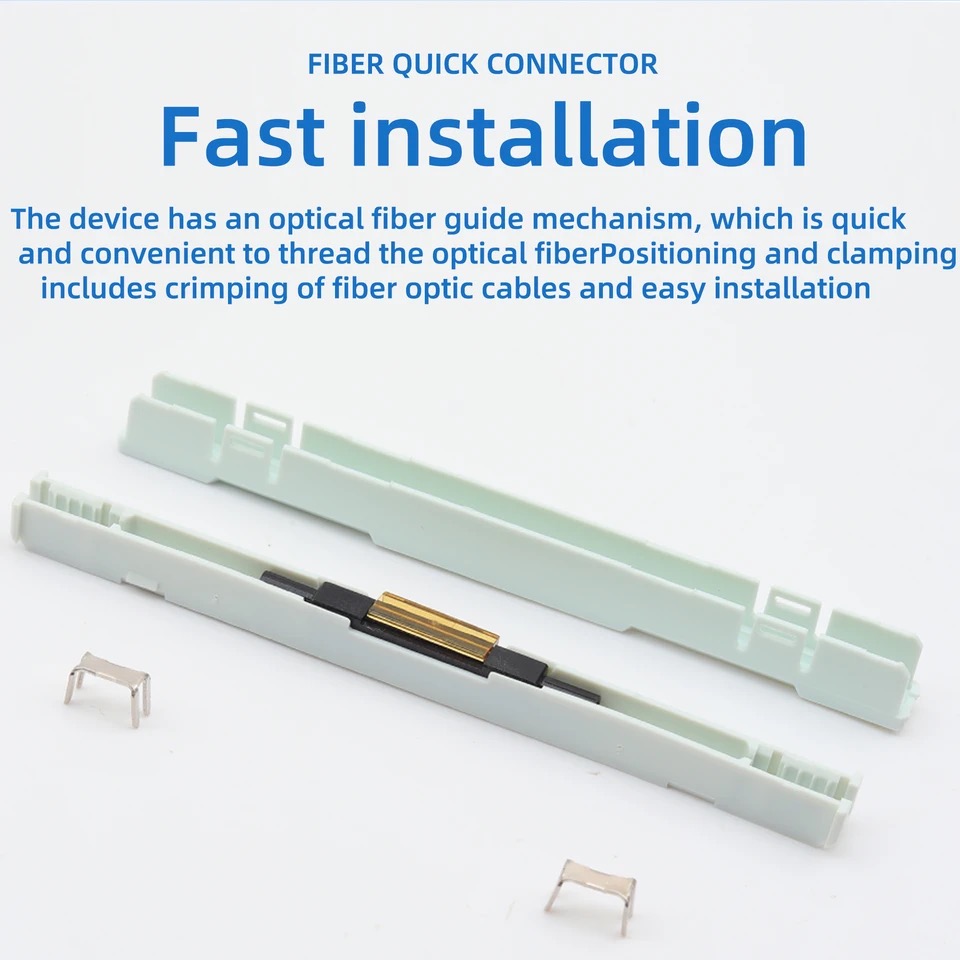 FIBER QUICK CONNECTOR
Fast installation
The device has an optical fiber guide mechanism, which is quick
and convenient to thread the optical fiberPositioning and clamping
includes crimping of fiber optic cables and easy installation